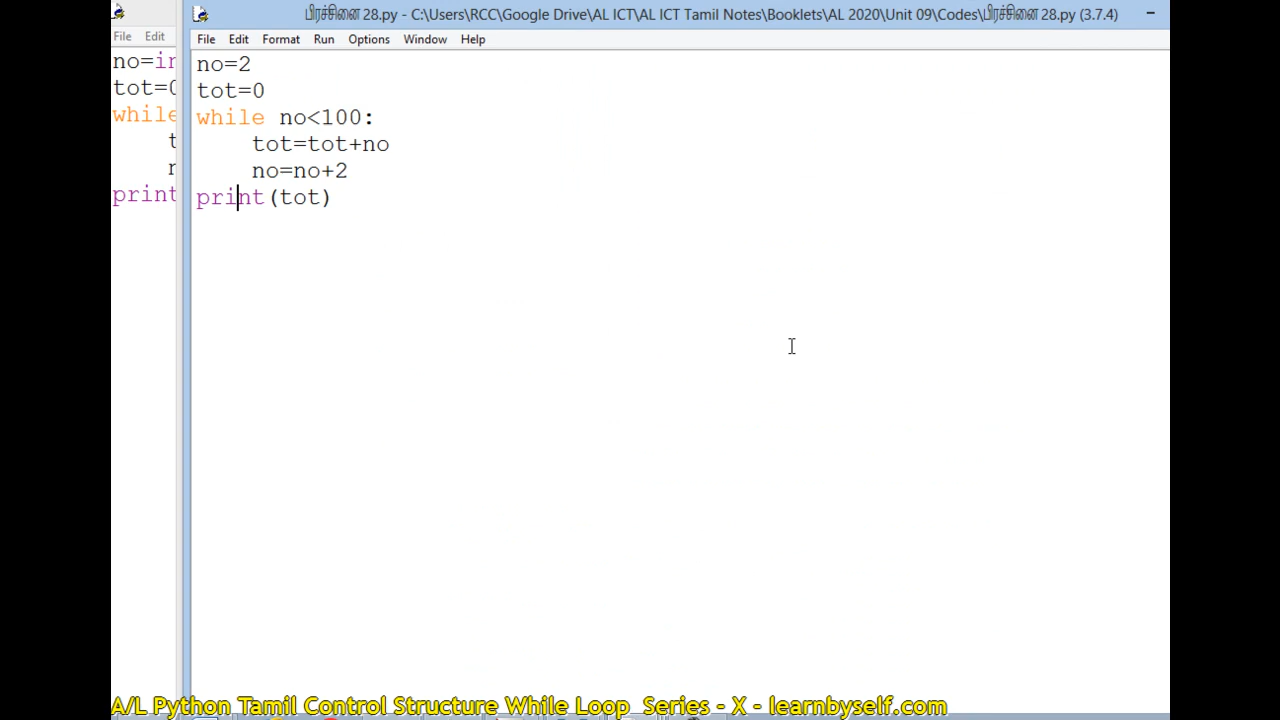 பிரச்சினை 28.py - C:\Users\RCC\Google Drive\AL ICT\AL ICT Tamil Notes\Booklets\AL 2020\Unit 09\Codes\பிரச்சினை 28.py (3.7.4)
File Edit
File Edit Format Run Options Window Help
no=in
tot=0
while
t
n
print
no=2
tot=0
while no<100:
tot=tot+no
no=no+2
print(tot)
A/L Python Tamil Control Structure While Loop Series - X - learnbyself.com